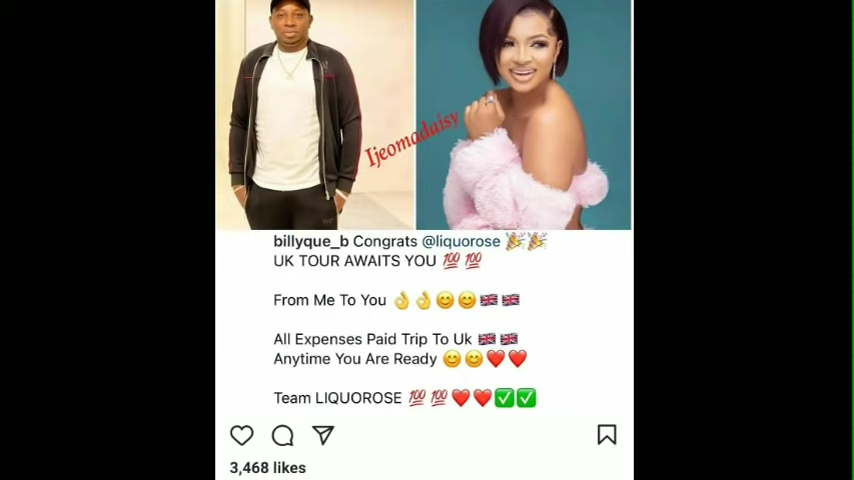 Ijeomadaisy
billyque_b Congrats @liquorose 🎉🎉
UK TOUR AWAITS YOU 💯💯
From Me To You 👌👌😊😊🇬🇧🇬🇧
All Expenses Paid Trip To Uk 🇬🇧🇬🇧
Anytime You Are Ready 😊😊❤️❤️
Team LIQUOROSE 💯💯❤️❤️✅✅
3,468 likes